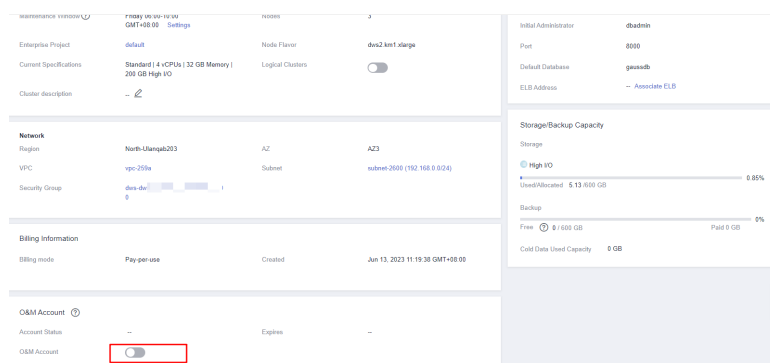 Maintenance Window
Friday 06:00-10:00
GMT+08:00 Settings
Nodes
3
Enterprise Project
default
Node Flavor
dws2.km1.xlarge
Current Specifications
Standard | 4 vCPUs | 32 GB Memory |
200 GB High I/O
Logical Clusters
Cluster description
--
Network
Region
North-Ulanqab203
AZ
AZ3
VPC
vpc-259a
Subnet
subnet-2600 (192.168.0.0/24)
Security Group
dws-dw
Billing Information
Billing mode
Pay-per-use
Created
Jun 13, 2023 11:19:38 GMT+08:00
O&M Account
Account Status
--
Expires
--
O&M Account
Initial Administrator
dbadmin
Port
8000
Default Database
gaussdb
ELB Address
-- Associate ELB
Storage/Backup Capacity
Storage
High I/O
0.85%
Used/Allocated 5.13 /600 GB
Backup
0%
Free 0 / 600 GB
Paid 0 GB
Cold Data Used Capacity 0 GB